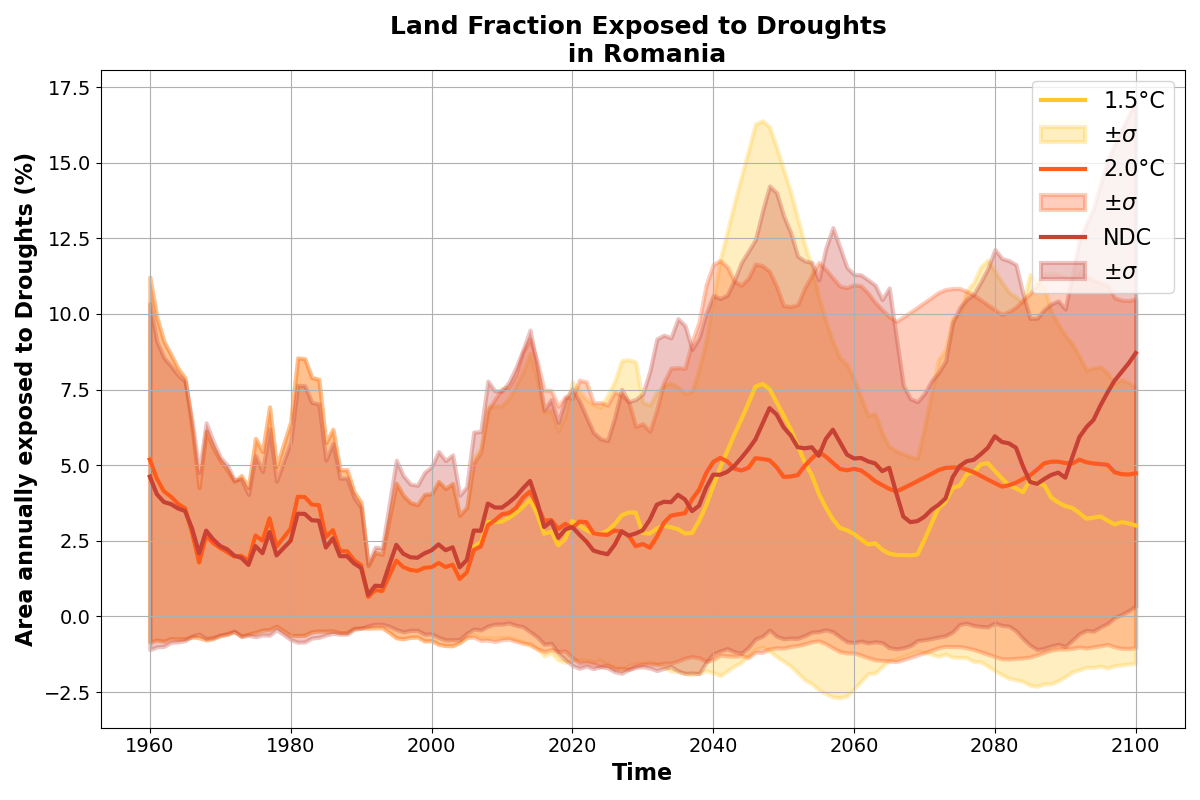 Land Fraction Exposed to Droughts
in Romania
Area annually exposed to Droughts (%)
17.5
15.0
12.5
10.0
7.5
5.0
2.5
0.0
−2.5
1.5°C
±σ
2.0°C
±σ
NDC
±σ
1960
1980
2000
2020
2040
2060
2080
2100
Time